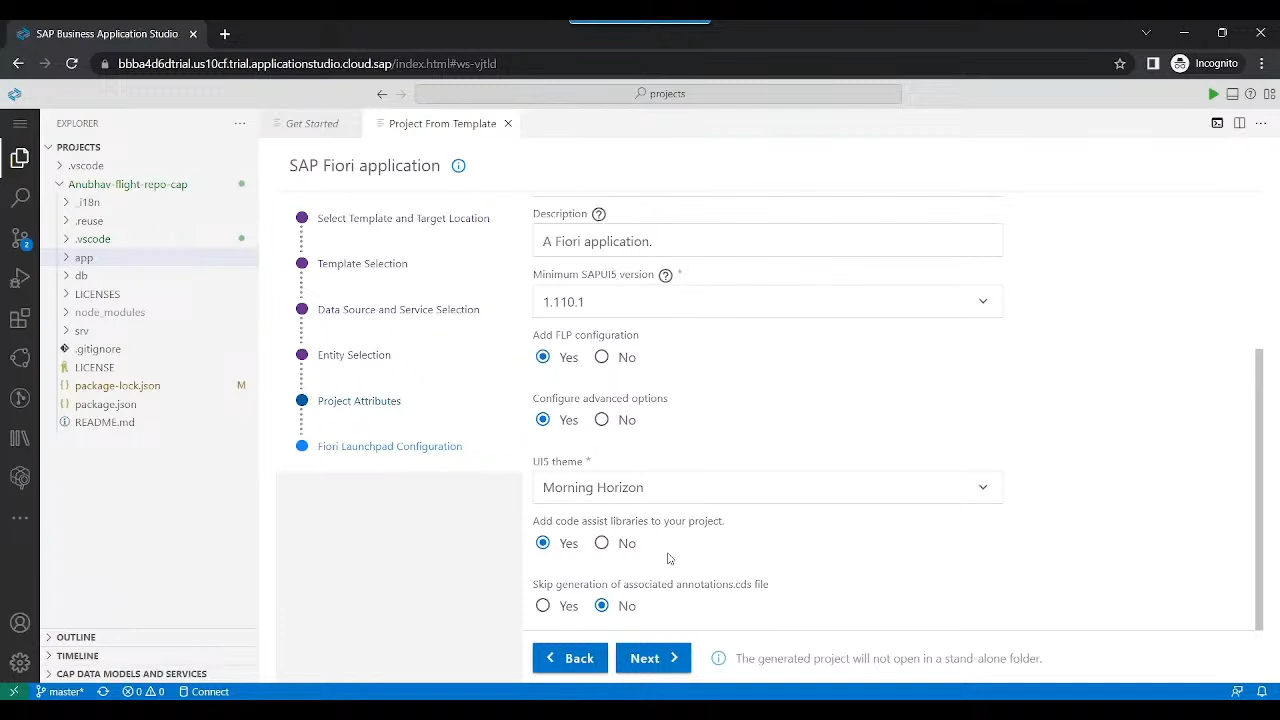 SAP Business Application Studio
bbba4d6dtrial.us10cf.trial.applicationstudio.cloud.sap/index.html#ws-vjtld
Incognito
projects
EXPLORER
Get Started
Project From Template
PROJECTS
.vscode
Anubhav-flight-repo-cap
_i18n
.reuse
.vscode
app
db
LICENSES
node_modules
srv
.gitignore
LICENSE
package-lock.json
M
package.json
README.md
OUTLINE
TIMELINE
CAP DATA MODELS AND SERVICES
2
SAP Fiori application
Select Template and Target Location
Template Selection
Data Source and Service Selection
Entity Selection
Project Attributes
Fiori Launchpad Configuration
Description
A Fiori application.
Minimum SAPUI5 version *
1.110.1
Add FLP configuration
Yes No
Configure advanced options
Yes No
UI5 theme *
Morning Horizon
Add code assist libraries to your project.
Yes No
Skip generation of associated annotations.cds file
Yes No
Back
Next
The generated project will not open in a stand-alone folder.
master*
0 0
Connect